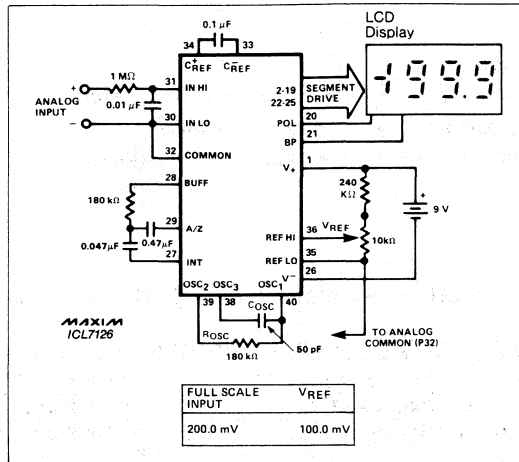 LCD
Display
0.1 µF
34 33
C+REF C-REF
1 MΩ
+
31 IN HI
ANALOG
INPUT
0.01 µF
-
30 IN LO
32 COMMON
28 BUFF
180 kΩ
29 A/Z
0.47µF
0.047µF
27 INT
2-19
22-25
SEGMENT
DRIVE
-199.9
POL 20
BP 21
V+ 1
240
KΩ
+
9 V
REF HI 36 VREF
10kΩ
REF LO 35
V- 26
OSC2 OSC3 OSC1
39 38 40
COSC
ROSC
50 pF
180 kΩ
MAXIM
ICL7126
TO ANALOG
COMMON (P32)
FULL SCALE INPUT VREF
200.0 mV 100.0 mV